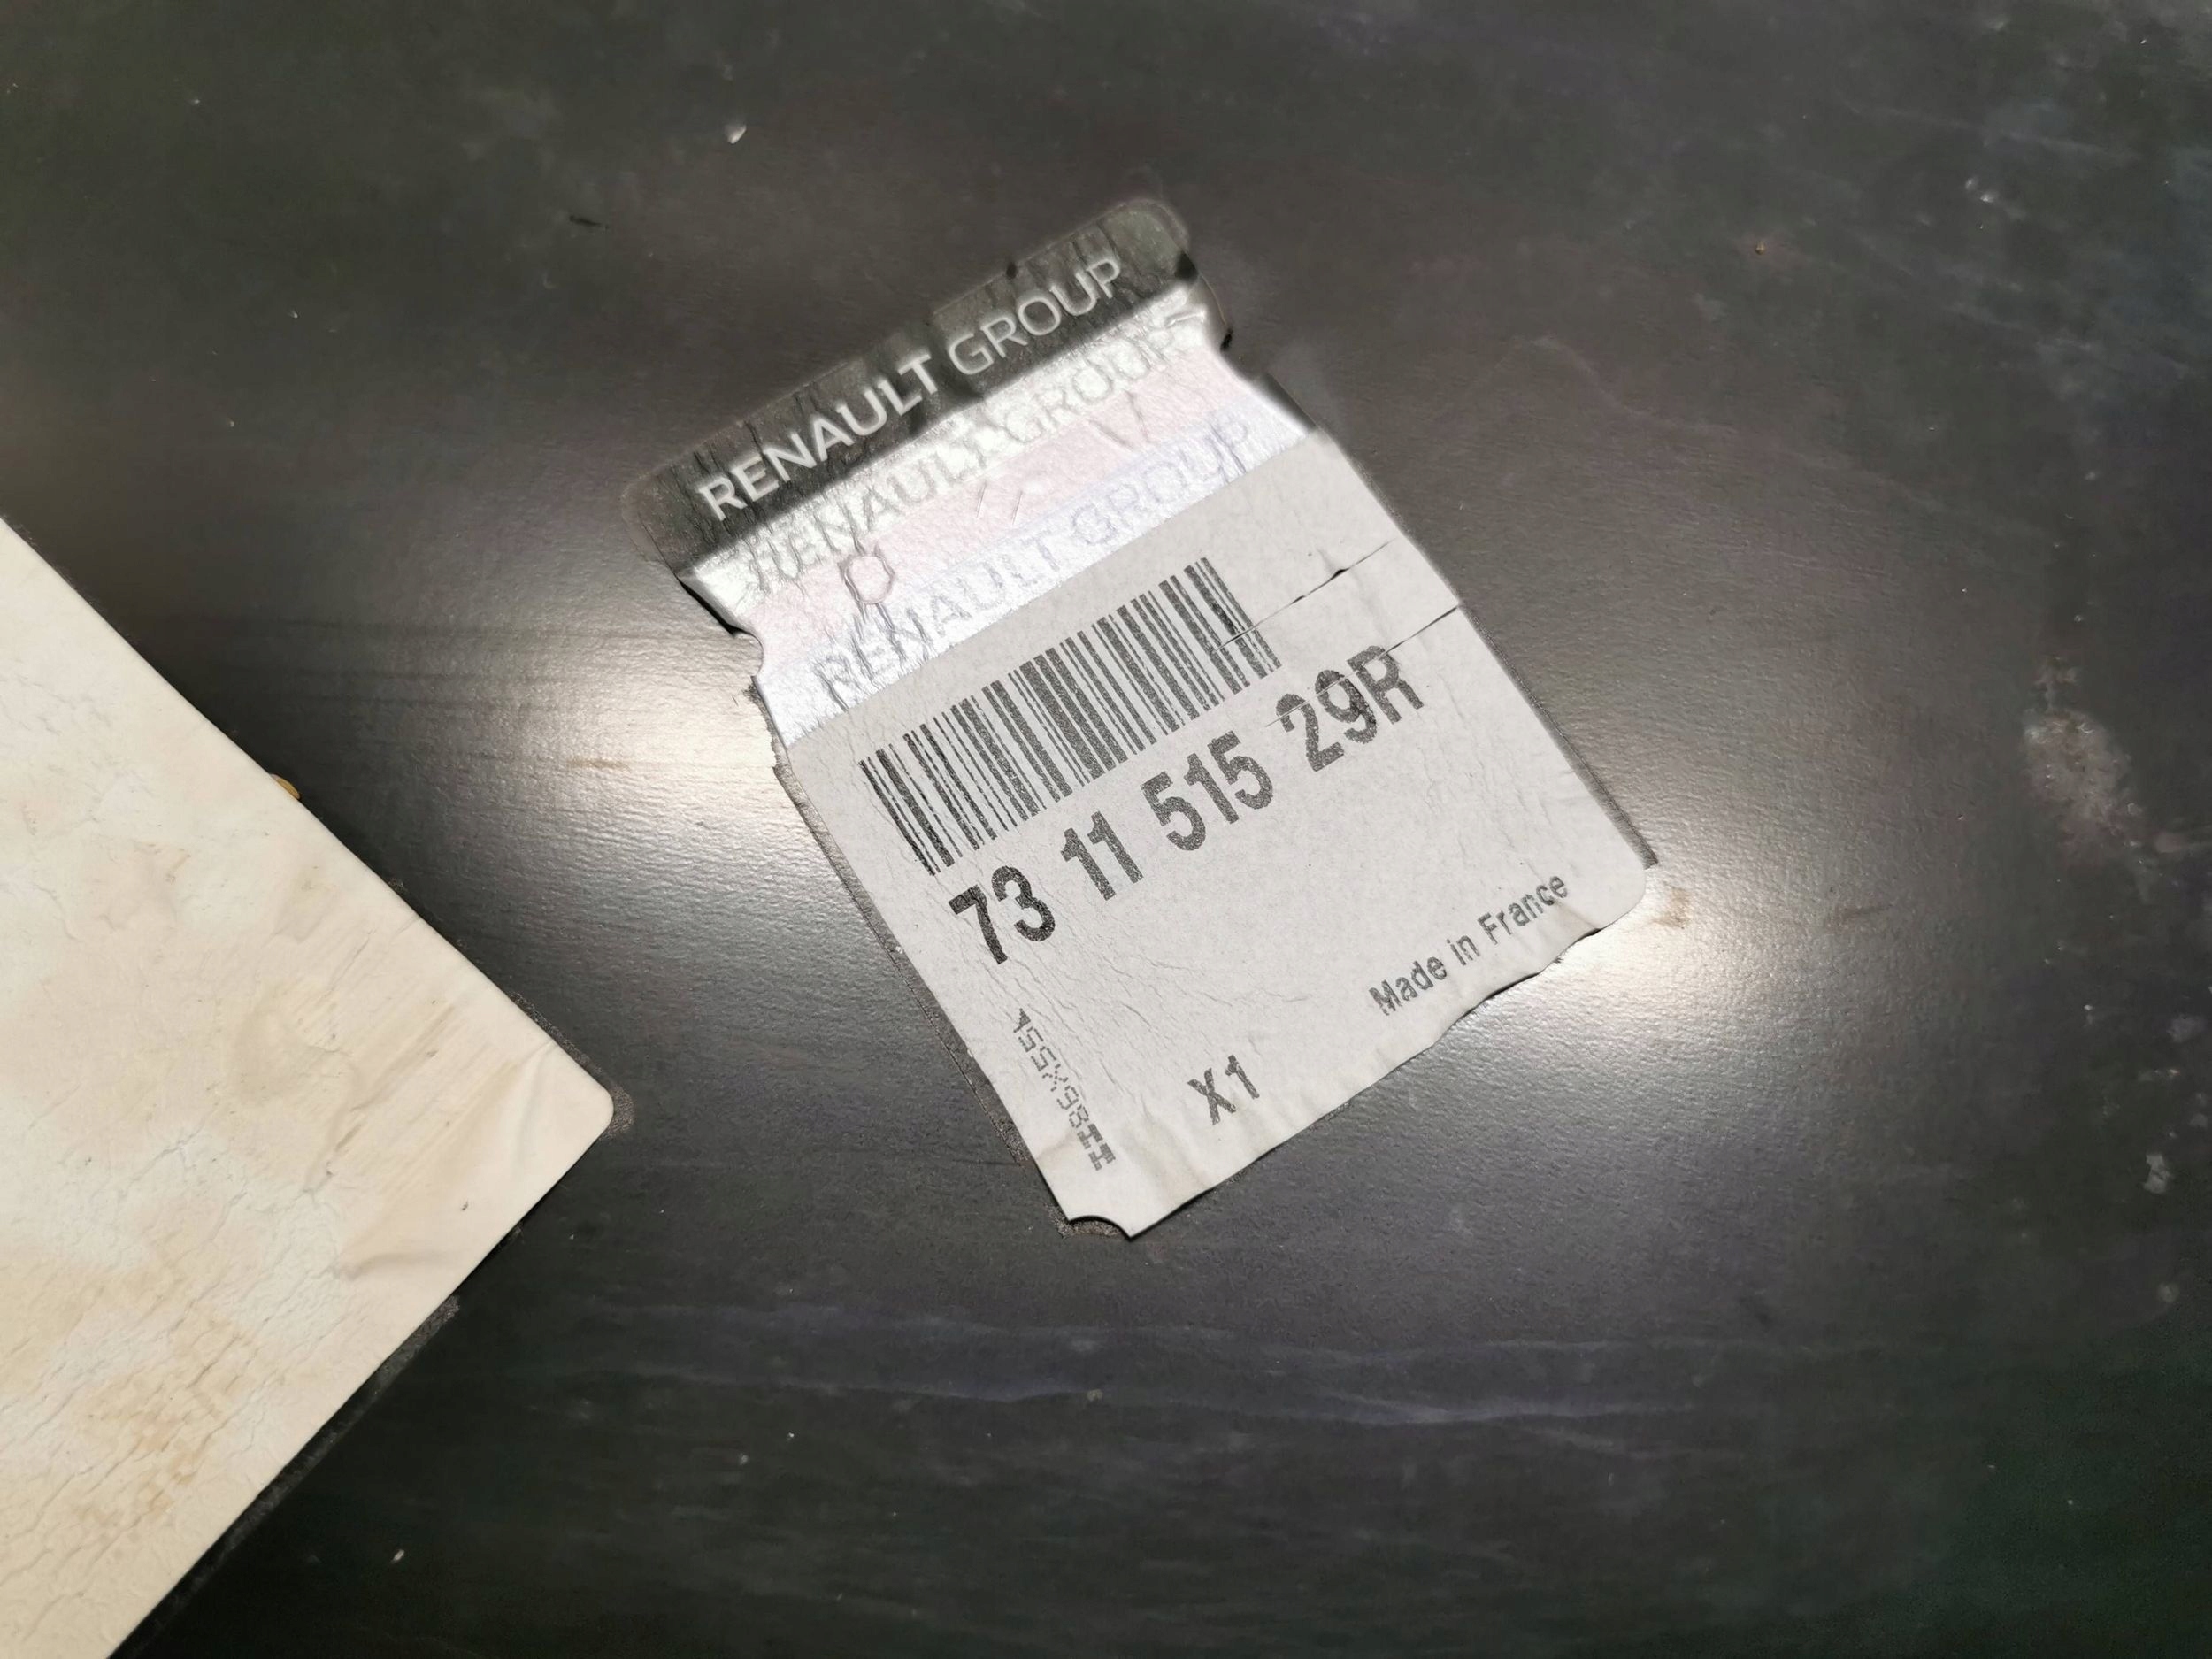 RENAULT GROUP
RENAULT GROUP
RENAULT GROUP
73 11 515 29R
Made in France
X1